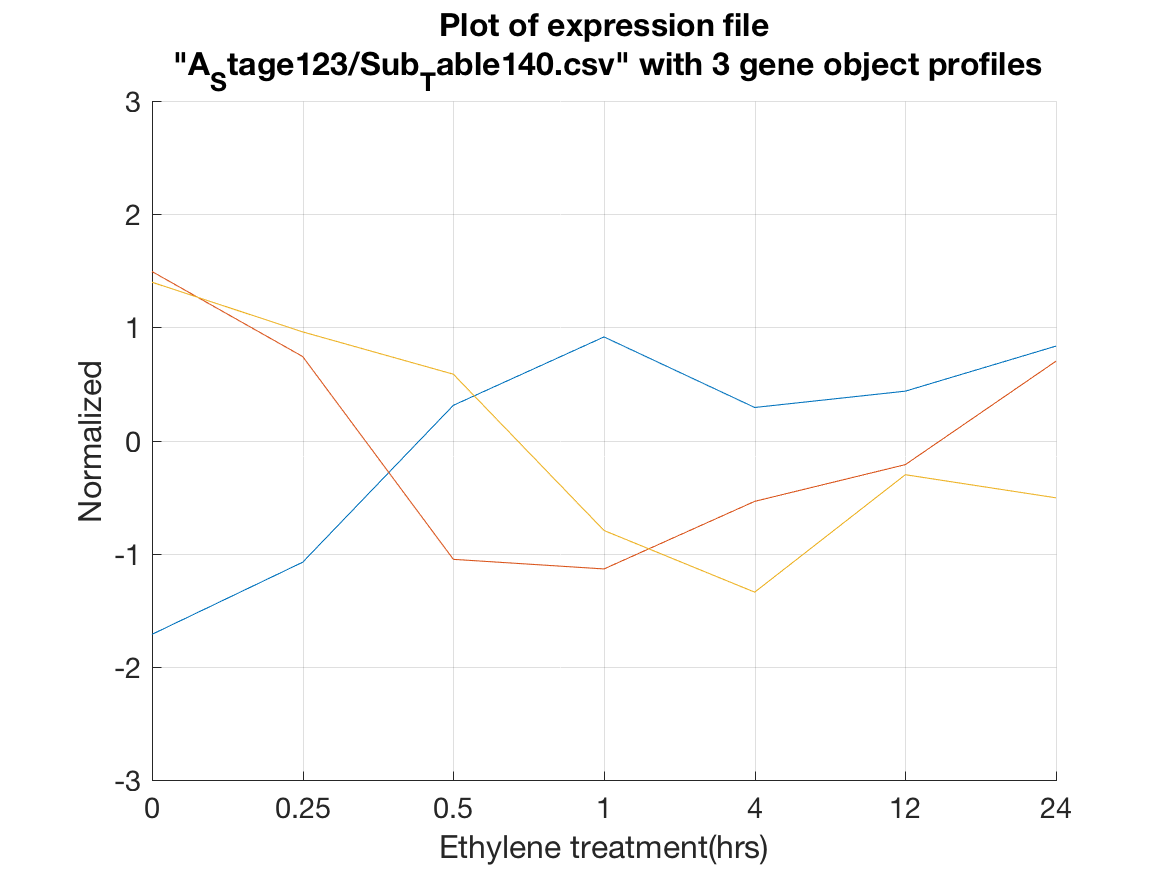 Plot of expression file
"A_Stage123/Sub_Table140.csv" with 3 gene object profiles
3
2
1
0
-1
-2
-3
Normalized
0 0.25 0.5 1 4 12 24
Ethylene treatment(hrs)